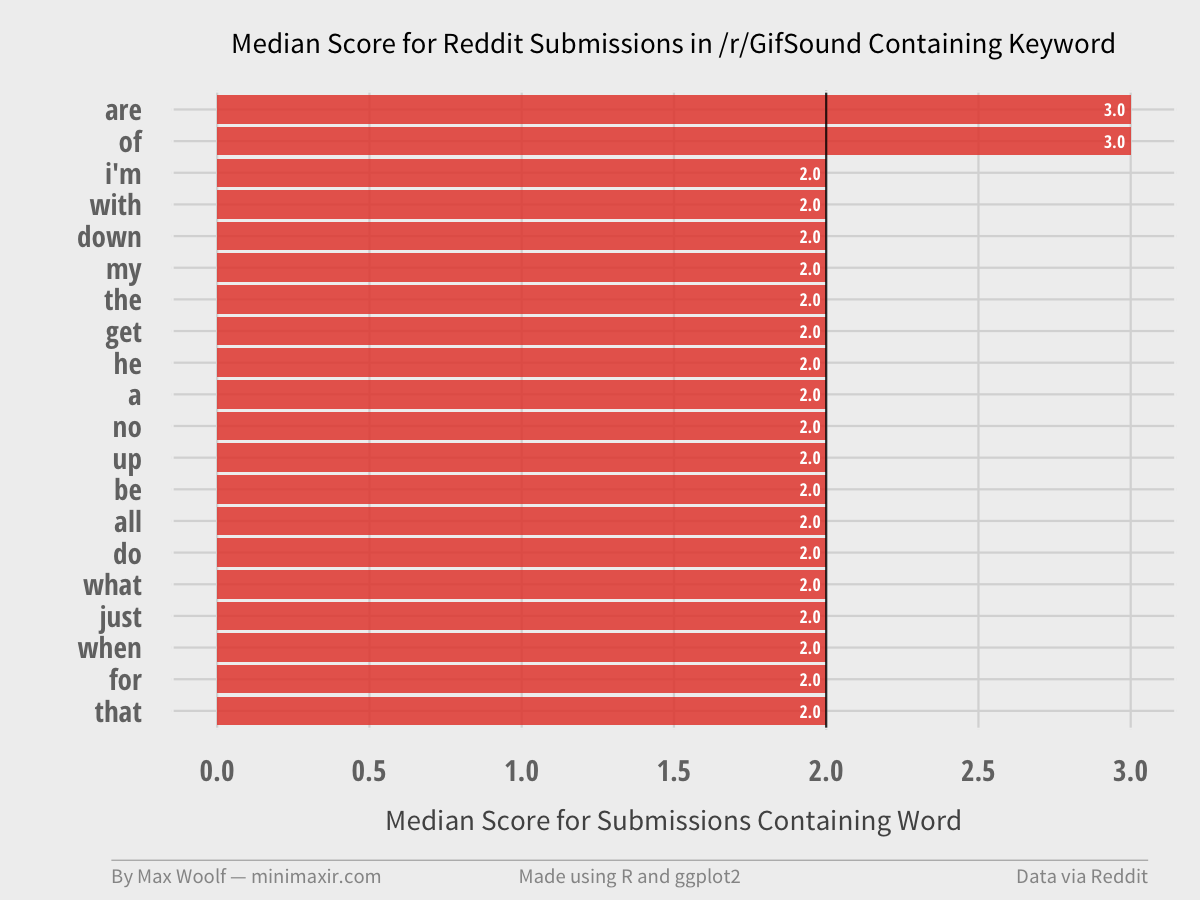 Median Score for Reddit Submissions in /r/GifSound Containing Keyword
are 3.0
of 3.0
i'm 2.0
with 2.0
down 2.0
my 2.0
the 2.0
get 2.0
he 2.0
a 2.0
no 2.0
up 2.0
be 2.0
all 2.0
do 2.0
what 2.0
just 2.0
when 2.0
for 2.0
that 2.0
0.0 0.5 1.0 1.5 2.0 2.5 3.0
Median Score for Submissions Containing Word
By Max Woolf — minimaxir.com Made using R and ggplot2 Data via Reddit